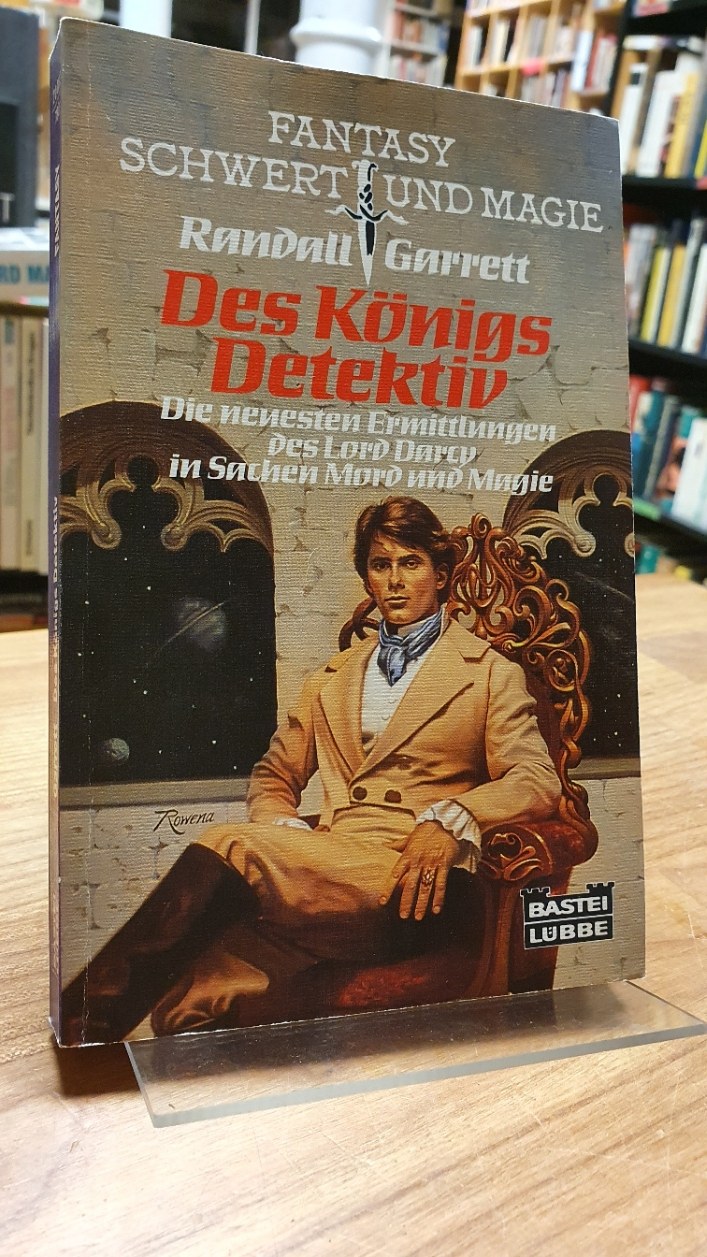 FANTASY
SCHWERT UND MAGIE
Randall Garrett
Des Königs
Detektiv
Die neuesten Ermittlungen
des Lord Darcy
in Sachen Mord und Magie
Rowena
BASTEI
LÜBBE